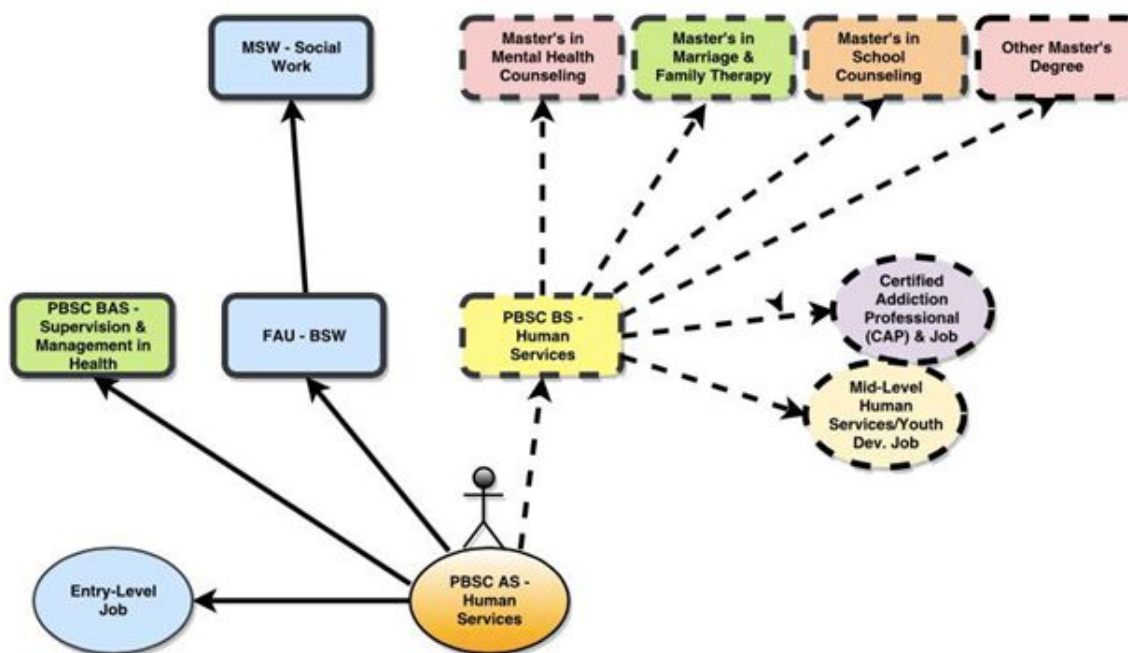 MSW - Social
Work
Master's in
Mental Health
Counseling
Master's in
Marriage &
Family Therapy
Master's in
School
Counseling
Other Master's
Degree
PBSC BAS -
Supervision &
Management in
Health
FAU - BSW
PBSC BS -
Human
Services
Certified
Addiction
Professional
(CAP) & Job
Mid-Level
Human
Services/Youth
Dev. Job
Entry-Level
Job
PBSC AS -
Human
Services